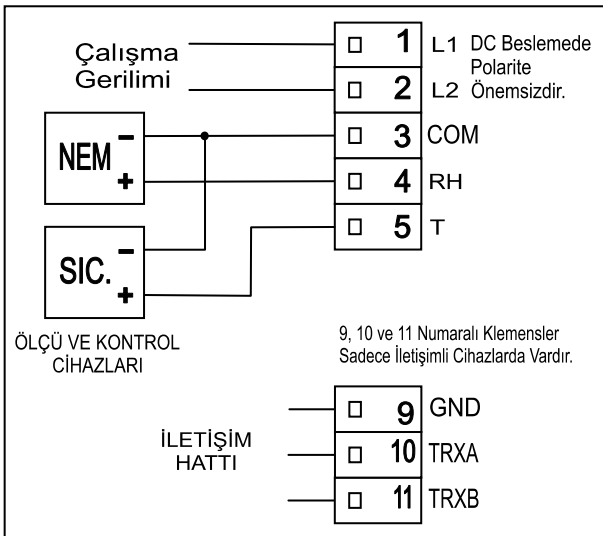 Çalışma
Gerilimi
1 L1 DC Beslemede
Polarite
2 L2 Önemsizdir.
NEM - 3 COM
+ 4 RH
5 T
SIC. -
+
ÖLÇÜ VE KONTROL
CİHAZLARI
9, 10 ve 11 Numaralı Klemensler
Sadece İletişimli Cihazlarda Vardır.
İLETİŞİM
HATTI
9 GND
10 TRXA
11 TRXB